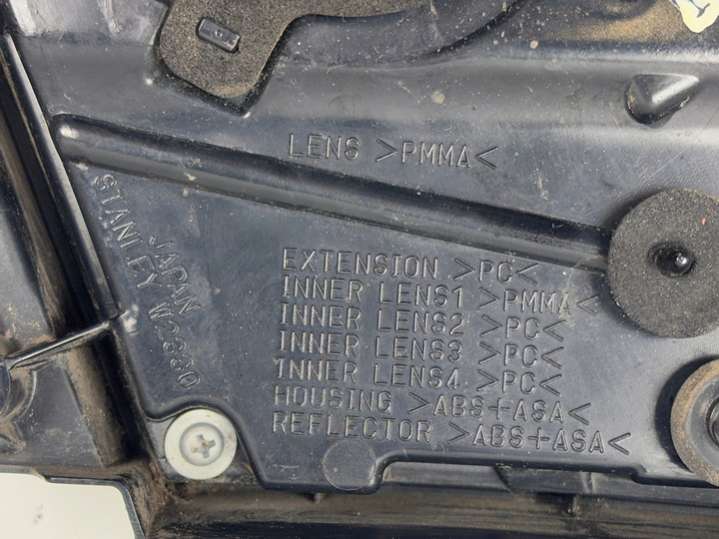 LENS >PMMA<
JAPAN
STANLEY W2990
EXTENSION >PC<
INNER LENS1 >PMMA<
INNER LENS2 >PC<
INNER LENS3 >PC<
INNER LENS4 >PC<
HOUSING >ABS+ASA<
REFLECTOR >ABS+ASA<